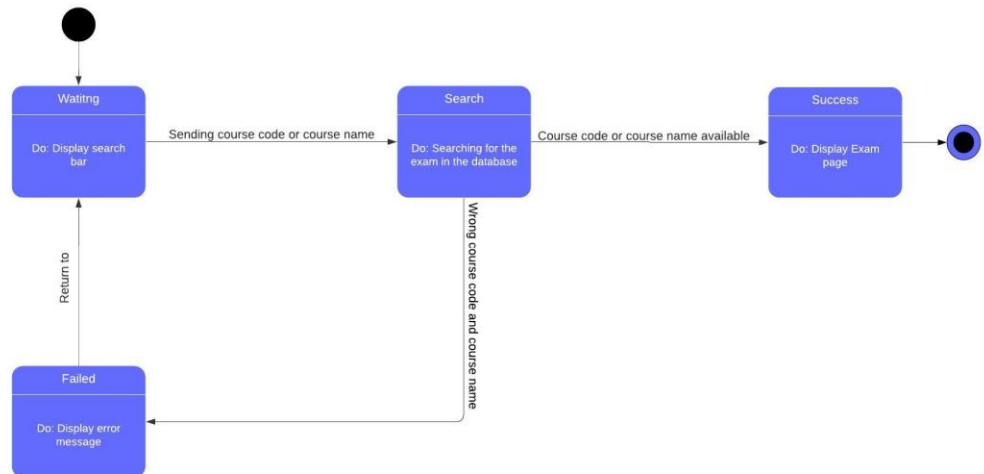 Watitng
Do: Display search
bar
Sending course code or course name
Search
Do: Searching for the
exam in the database
Course code or course name available
Success
Do: Display Exam
page
Wrong course code and course name
Return to
Failed
Do: Display error
message